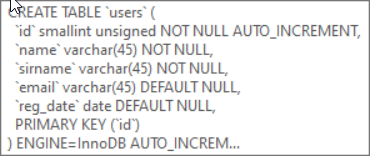 CREATE TABLE `users` (
`id` smallint unsigned NOT NULL AUTO_INCREMENT,
`name` varchar(45) NOT NULL,
`sirname` varchar(45) NOT NULL,
`email` varchar(45) DEFAULT NULL,
`reg_date` date DEFAULT NULL,
PRIMARY KEY (`id`)
) ENGINE=InnoDB AUTO_INCREM...